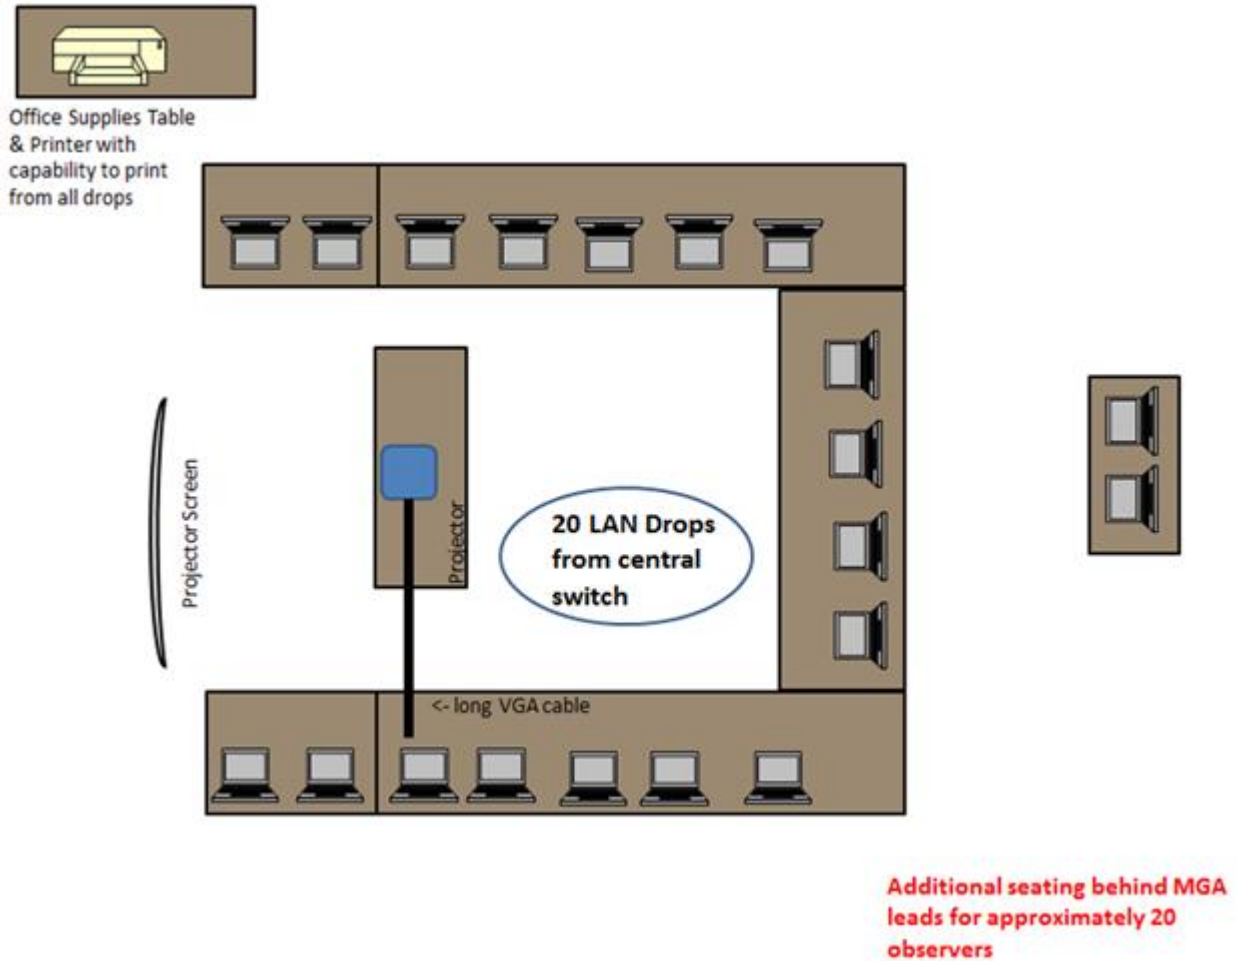 Office Supplies Table
& Printer with
capability to print
from all drops
Projector Screen
Projector
20 LAN Drops
from central
switch
<- long VGA cable
Additional seating behind MGA
leads for approximately 20
observers